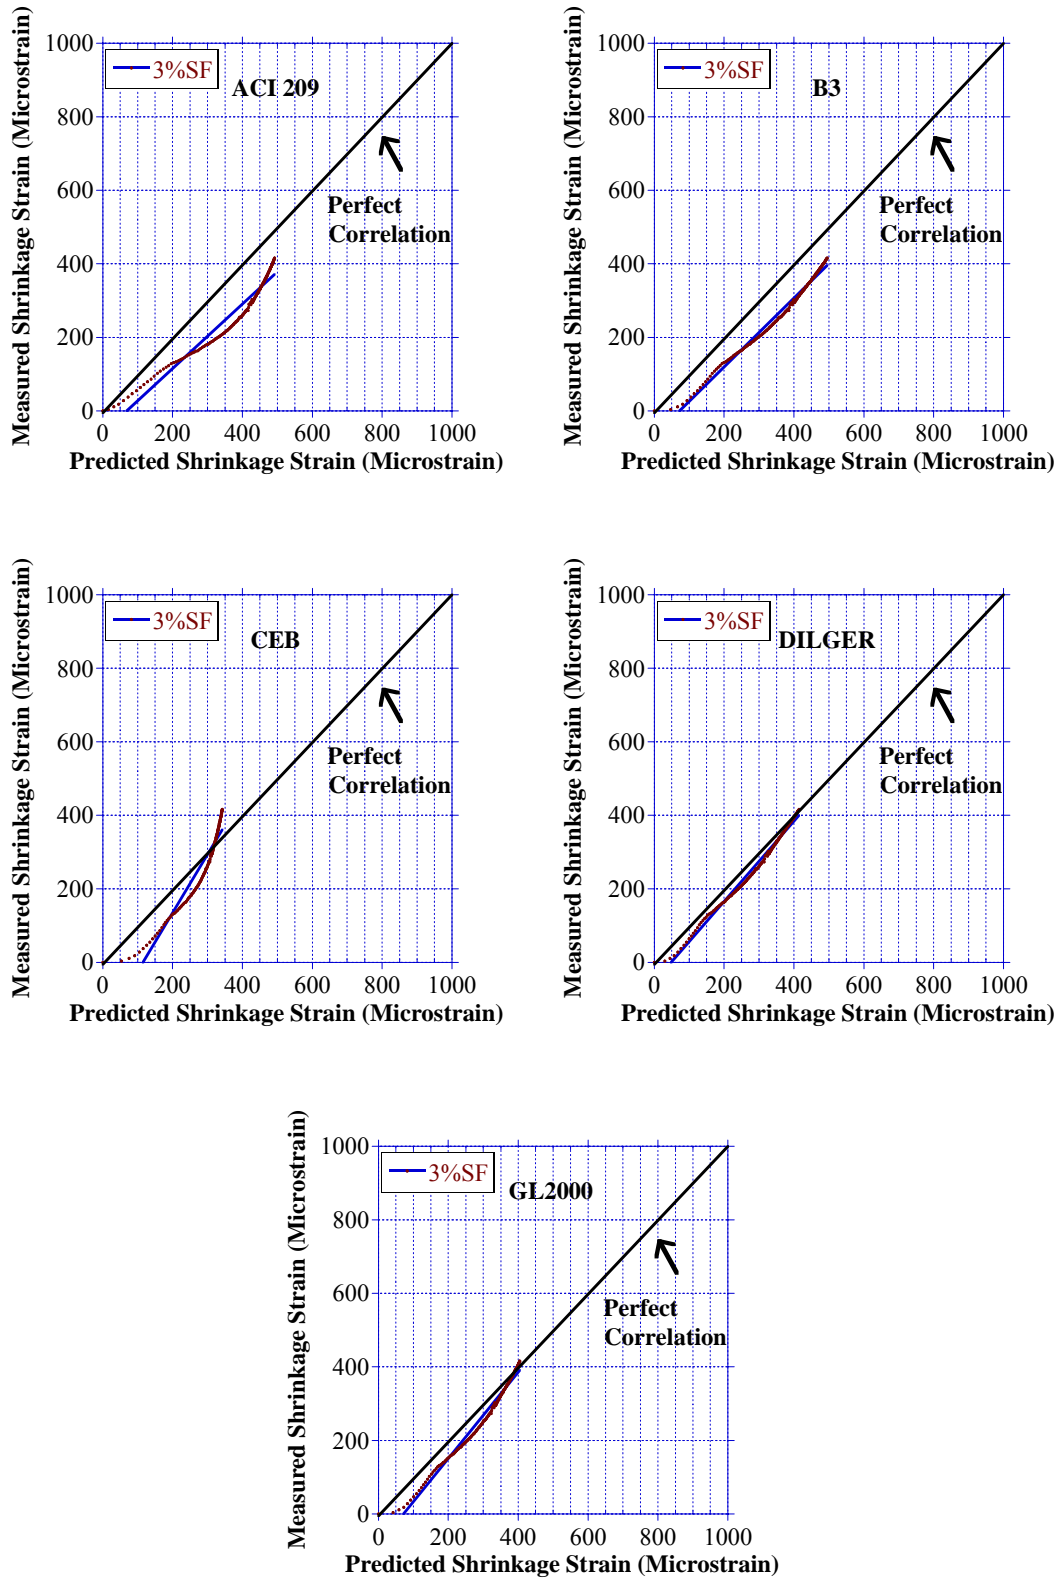 Measured Shrinkage Strain (Microstrain)
1000
800
600
400
200
0
3%SF
ACI 209
Perfect
Correlation
0 200 400 600 800 1000
Predicted Shrinkage Strain (Microstrain)
Measured Shrinkage Strain (Microstrain)
1000
800
600
400
200
0
3%SF
B3
Perfect
Correlation
0 200 400 600 800 1000
Predicted Shrinkage Strain (Microstrain)
Measured Shrinkage Strain (Microstrain)
1000
800
600
400
200
0
3%SF
CEB
Perfect
Correlation
0 200 400 600 800 1000
Predicted Shrinkage Strain (Microstrain)
Measured Shrinkage Strain (Microstrain)
1000
800
600
400
200
0
3%SF
DILGER
Perfect
Correlation
0 200 400 600 800 1000
Predicted Shrinkage Strain (Microstrain)
Measured Shrinkage Strain (Microstrain)
1000
800
600
400
200
0
3%SF
GL2000
Perfect
Correlation
0 200 400 600 800 1000
Predicted Shrinkage Strain (Microstrain)